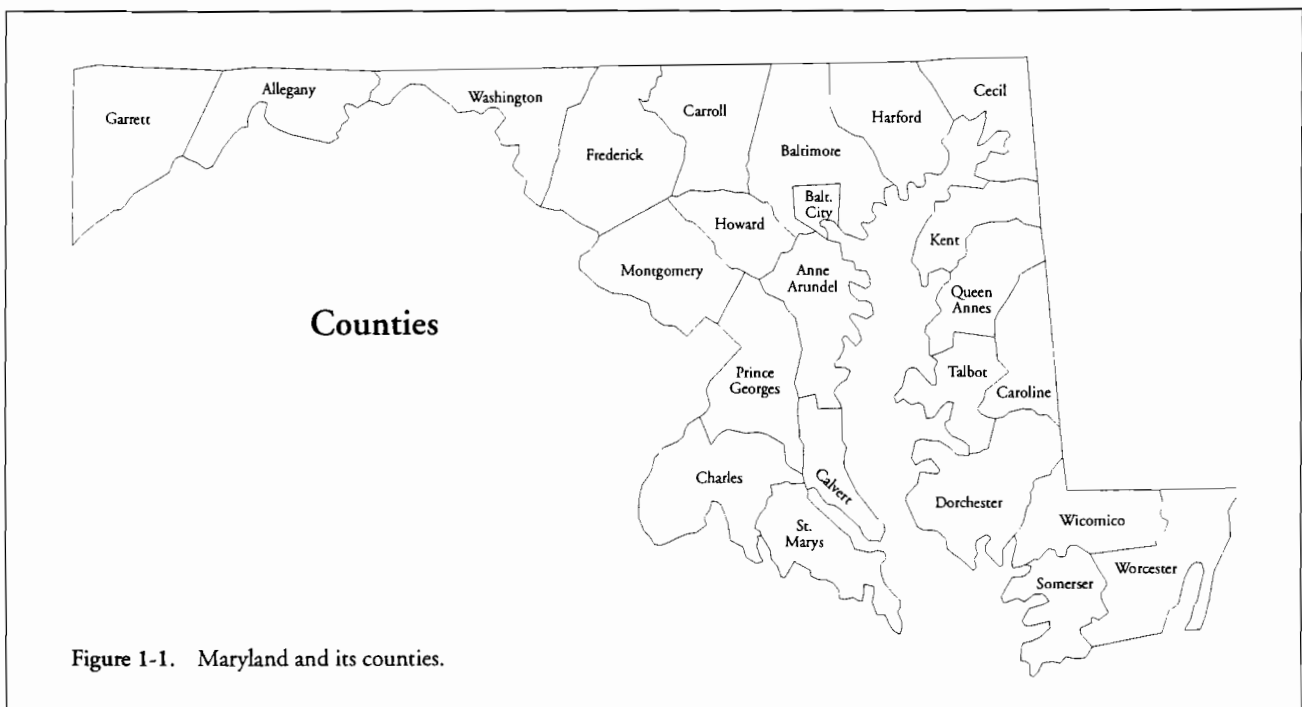 Garrett
Allegany
Washington
Frederick
Carroll
Baltimore
Harford
Cecil
Balt.
City
Howard
Montgomery
Anne
Arundel
Kent
Queen
Annes
Counties
Prince
Georges
Talbot
Caroline
Charles
Calvert
St.
Marys
Dorchester
Wicomico
Somerser
Worcester
Figure 1-1. Maryland and its counties.